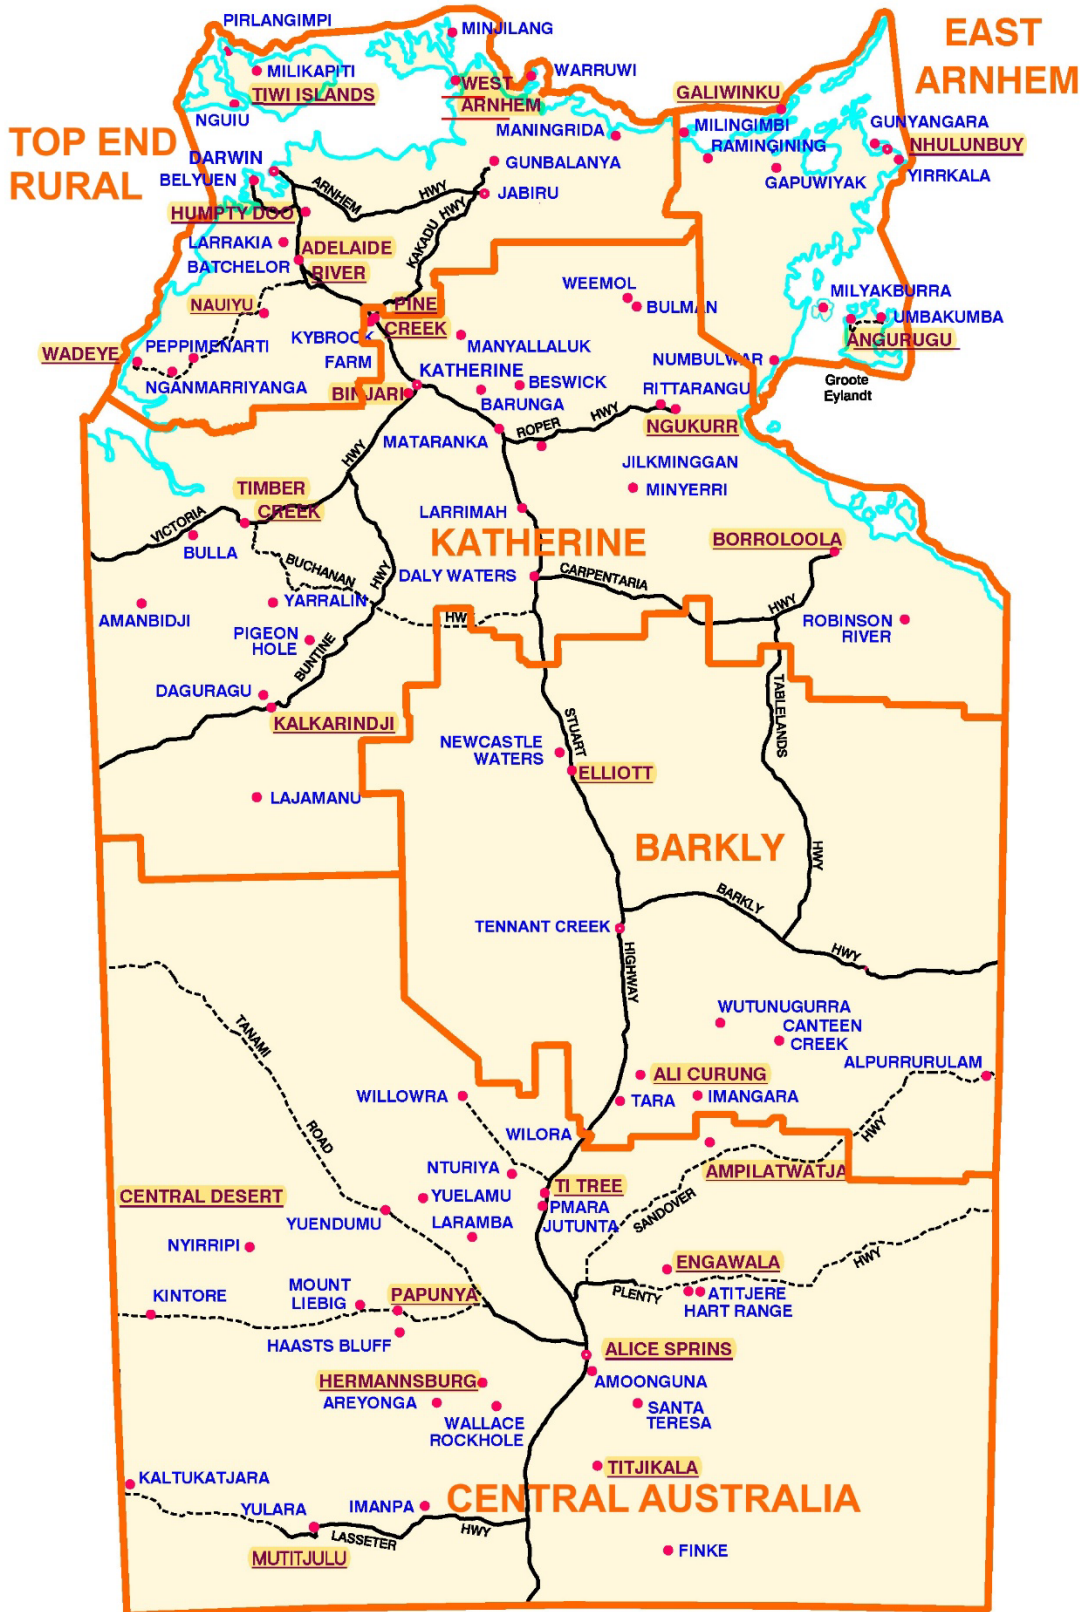 PIRLANGIMPI
MINJILANG
EAST
ARNHEM
MILIKAPITI
TIWI ISLANDS
WEST
ARNHEM
WARRUWI
GALIWINKU
NGUIU
MANINGRIDA
MILINGIMBI
GUNYANGARA
TOP END
RURAL
RAMINGINING
NHULUNBUY
DARWIN
GUNBALANYA
GAPUWIYAK
YIRRKALA
BELYUEN
ARNHEM
HWY
JABIRU
HUMPTY DOO
KAKADU HWY
LARRAKIA
ADELAIDE
RIVER
BATCHELOR
WEEMOL
BULMAN
MILYAKBURRA
NAUIYU
PINE
CREEK
UMBAKUMBA
ANGURUGU
WADEYE
PEPPIMENARTI
KYBROOK
FARM
MANYALLALUK
NUMBULWAR
NGANMARRIYANGA
KATHERINE
BESWICK
BINJARI
BARUNGA
RITTARANGU
Groote
Eylandt
MATARANKA
ROPER
HWY
NGUKURR
HWY
JILKMINGGAN
TIMBER
CREEK
MINYERRI
VICTORIA
LARRIMAH
BULLA
KATHERINE
BORROLOOLA
BUCHANAN
HWY
DALY WATERS
CARPENTARIA
HWY
AMANBIDJI
YARRALIN
HWY
ROBINSON
RIVER
PIGEON
HOLE
BUNTINE
DAGURAGU
TABLELANDS
KALKARINDJI
STUART
NEWCASTLE
WATERS
ELLIOTT
LAJAMANU
BARKLY
HWY
BARKLY
TENNANT CREEK
HWY
HIGHWAY
WUTUNUGURRA
CANTEEN
CREEK
TANAMI
ALPURRURULAM
ALI CURUNG
WILLOWRA
TARA
IMANGARA
ROAD
WILORA
HWY
NTURIYA
AMPILATWATJA
CENTRAL DESERT
YUELAMU
TI TREE
PMARA
JUTUNTA
SANDOVER
YUENDUMU
LARAMBA
NYIRRIPI
ENGAWALA
HWY
KINTORE
MOUNT
LIEBIG
PAPUNYA
PLENTY
ATITJERE
HART RANGE
HAASTS BLUFF
ALICE SPRINS
HERMANNSBURG
AMOONGUNA
AREYONGA
WALLACE
ROCKHOLE
SANTA
TERESA
TITJIKALA
KALTUKATJARA
YULARA
IMANPA
CENTRAL AUSTRALIA
LASSETER
HWY
MUTITJULU
FINKE